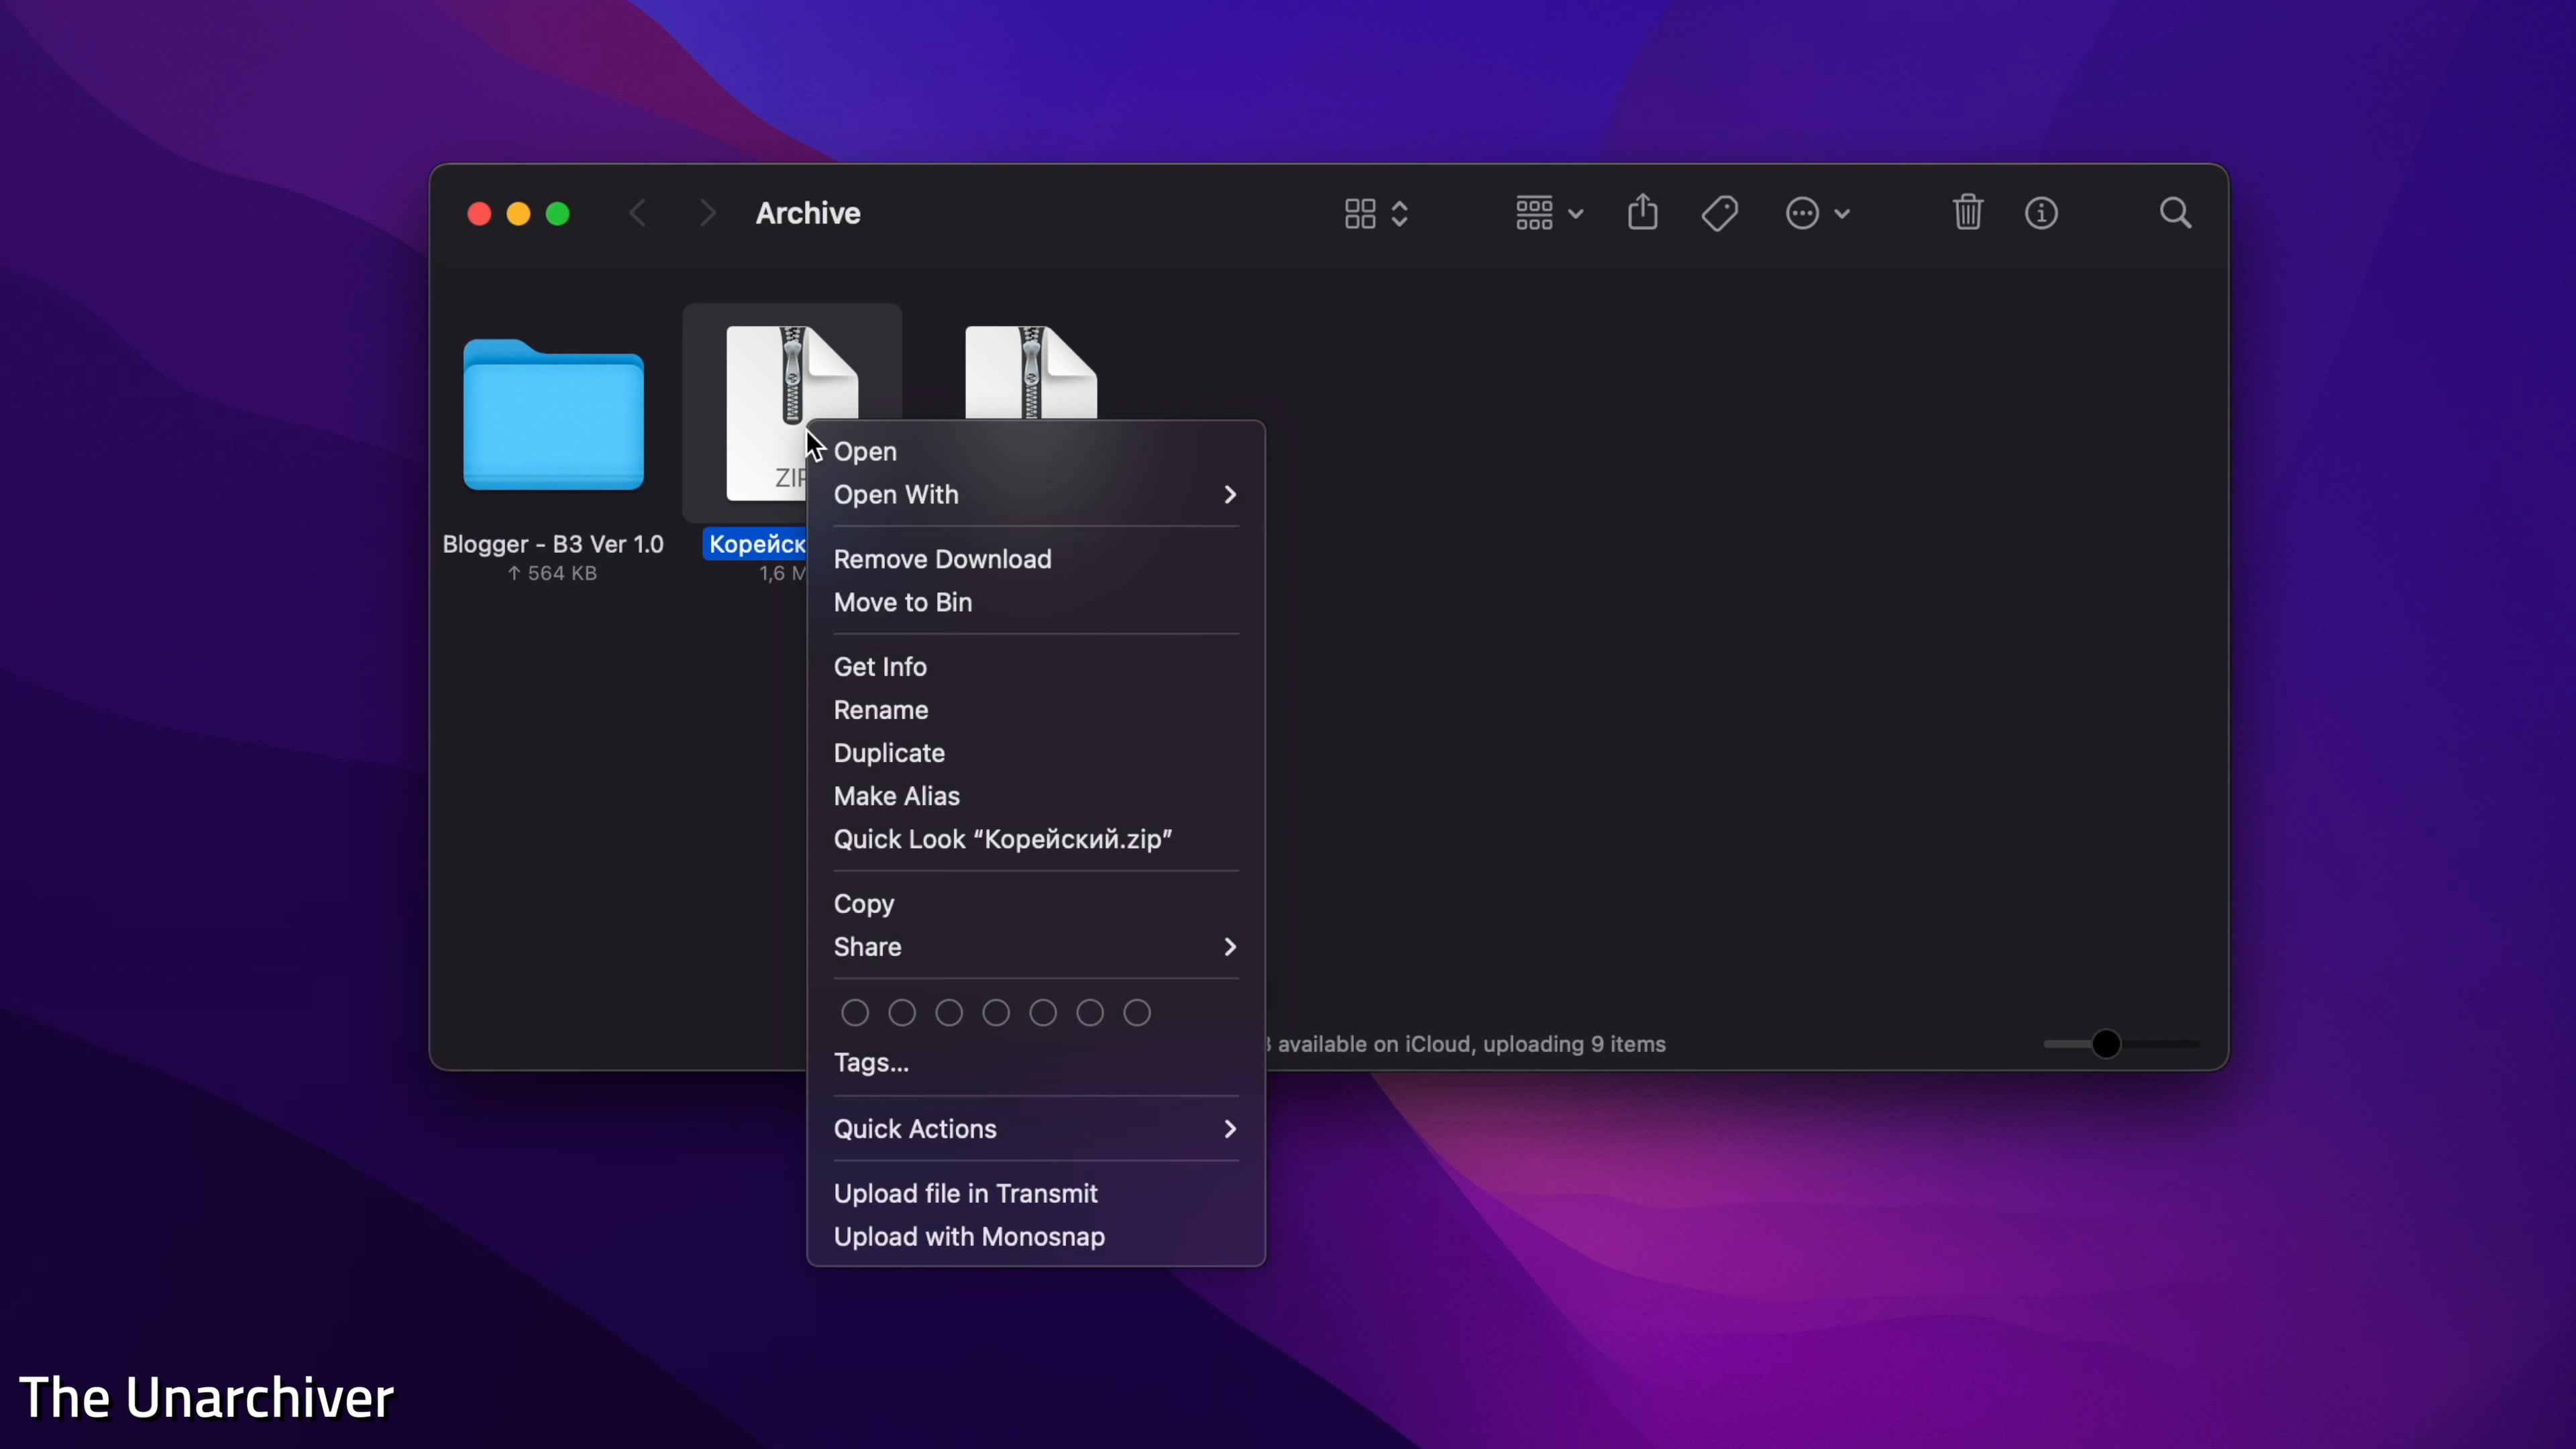 Archive
ZIP
Blogger - B3 Ver 1.0
↑ 564 KB
Корейск
1,6 M
Open
Open With
Remove Download
Move to Bin
Get Info
Rename
Duplicate
Make Alias
Quick Look “Корейский.zip”
Copy
Share
Tags...
Quick Actions
Upload file in Transmit
Upload with Monosnap
available on iCloud, uploading 9 items
The Unarchiver